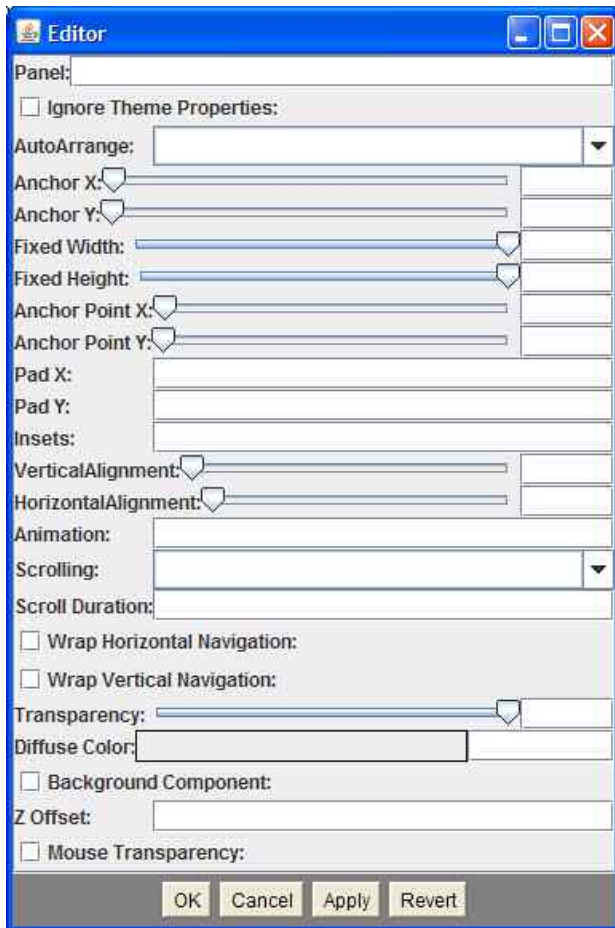 Editor
Panel:
Ignore Theme Properties:
AutoArrange:
Anchor X:
Anchor Y:
Fixed Width:
Fixed Height:
Anchor Point X:
Anchor Point Y:
Pad X:
Pad Y:
Insets:
VerticalAlignment:
HorizontalAlignment:
Animation:
Scrolling:
Scroll Duration:
Wrap Horizontal Navigation:
Wrap Vertical Navigation:
Transparency:
Diffuse Color:
Background Component:
Z Offset:
Mouse Transparency:
OK Cancel Apply Revert